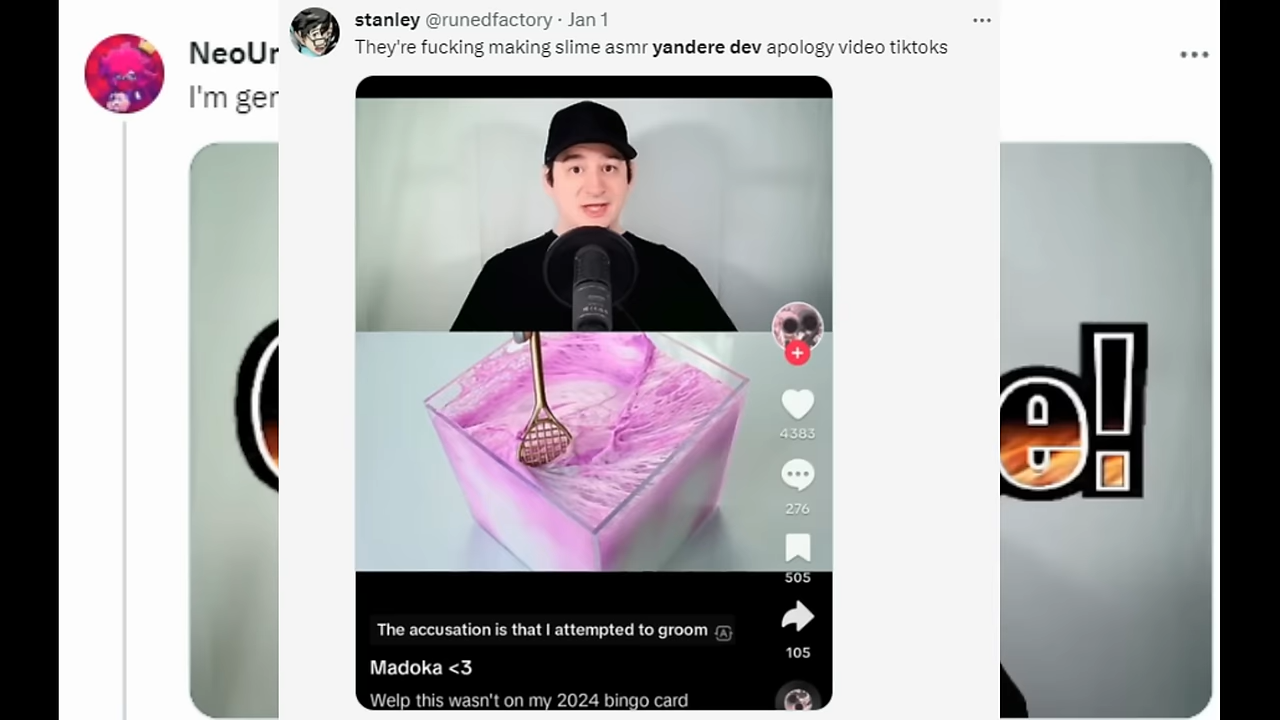 stanley @runedfactory · Jan 1
They're fucking making slime asmr yandere dev apology video tiktoks
NeoUr
I'm ger
e!
4383
276
505
The accusation is that I attempted to groom
105
Madoka <3
Welp this wasn't on my 2024 bingo card